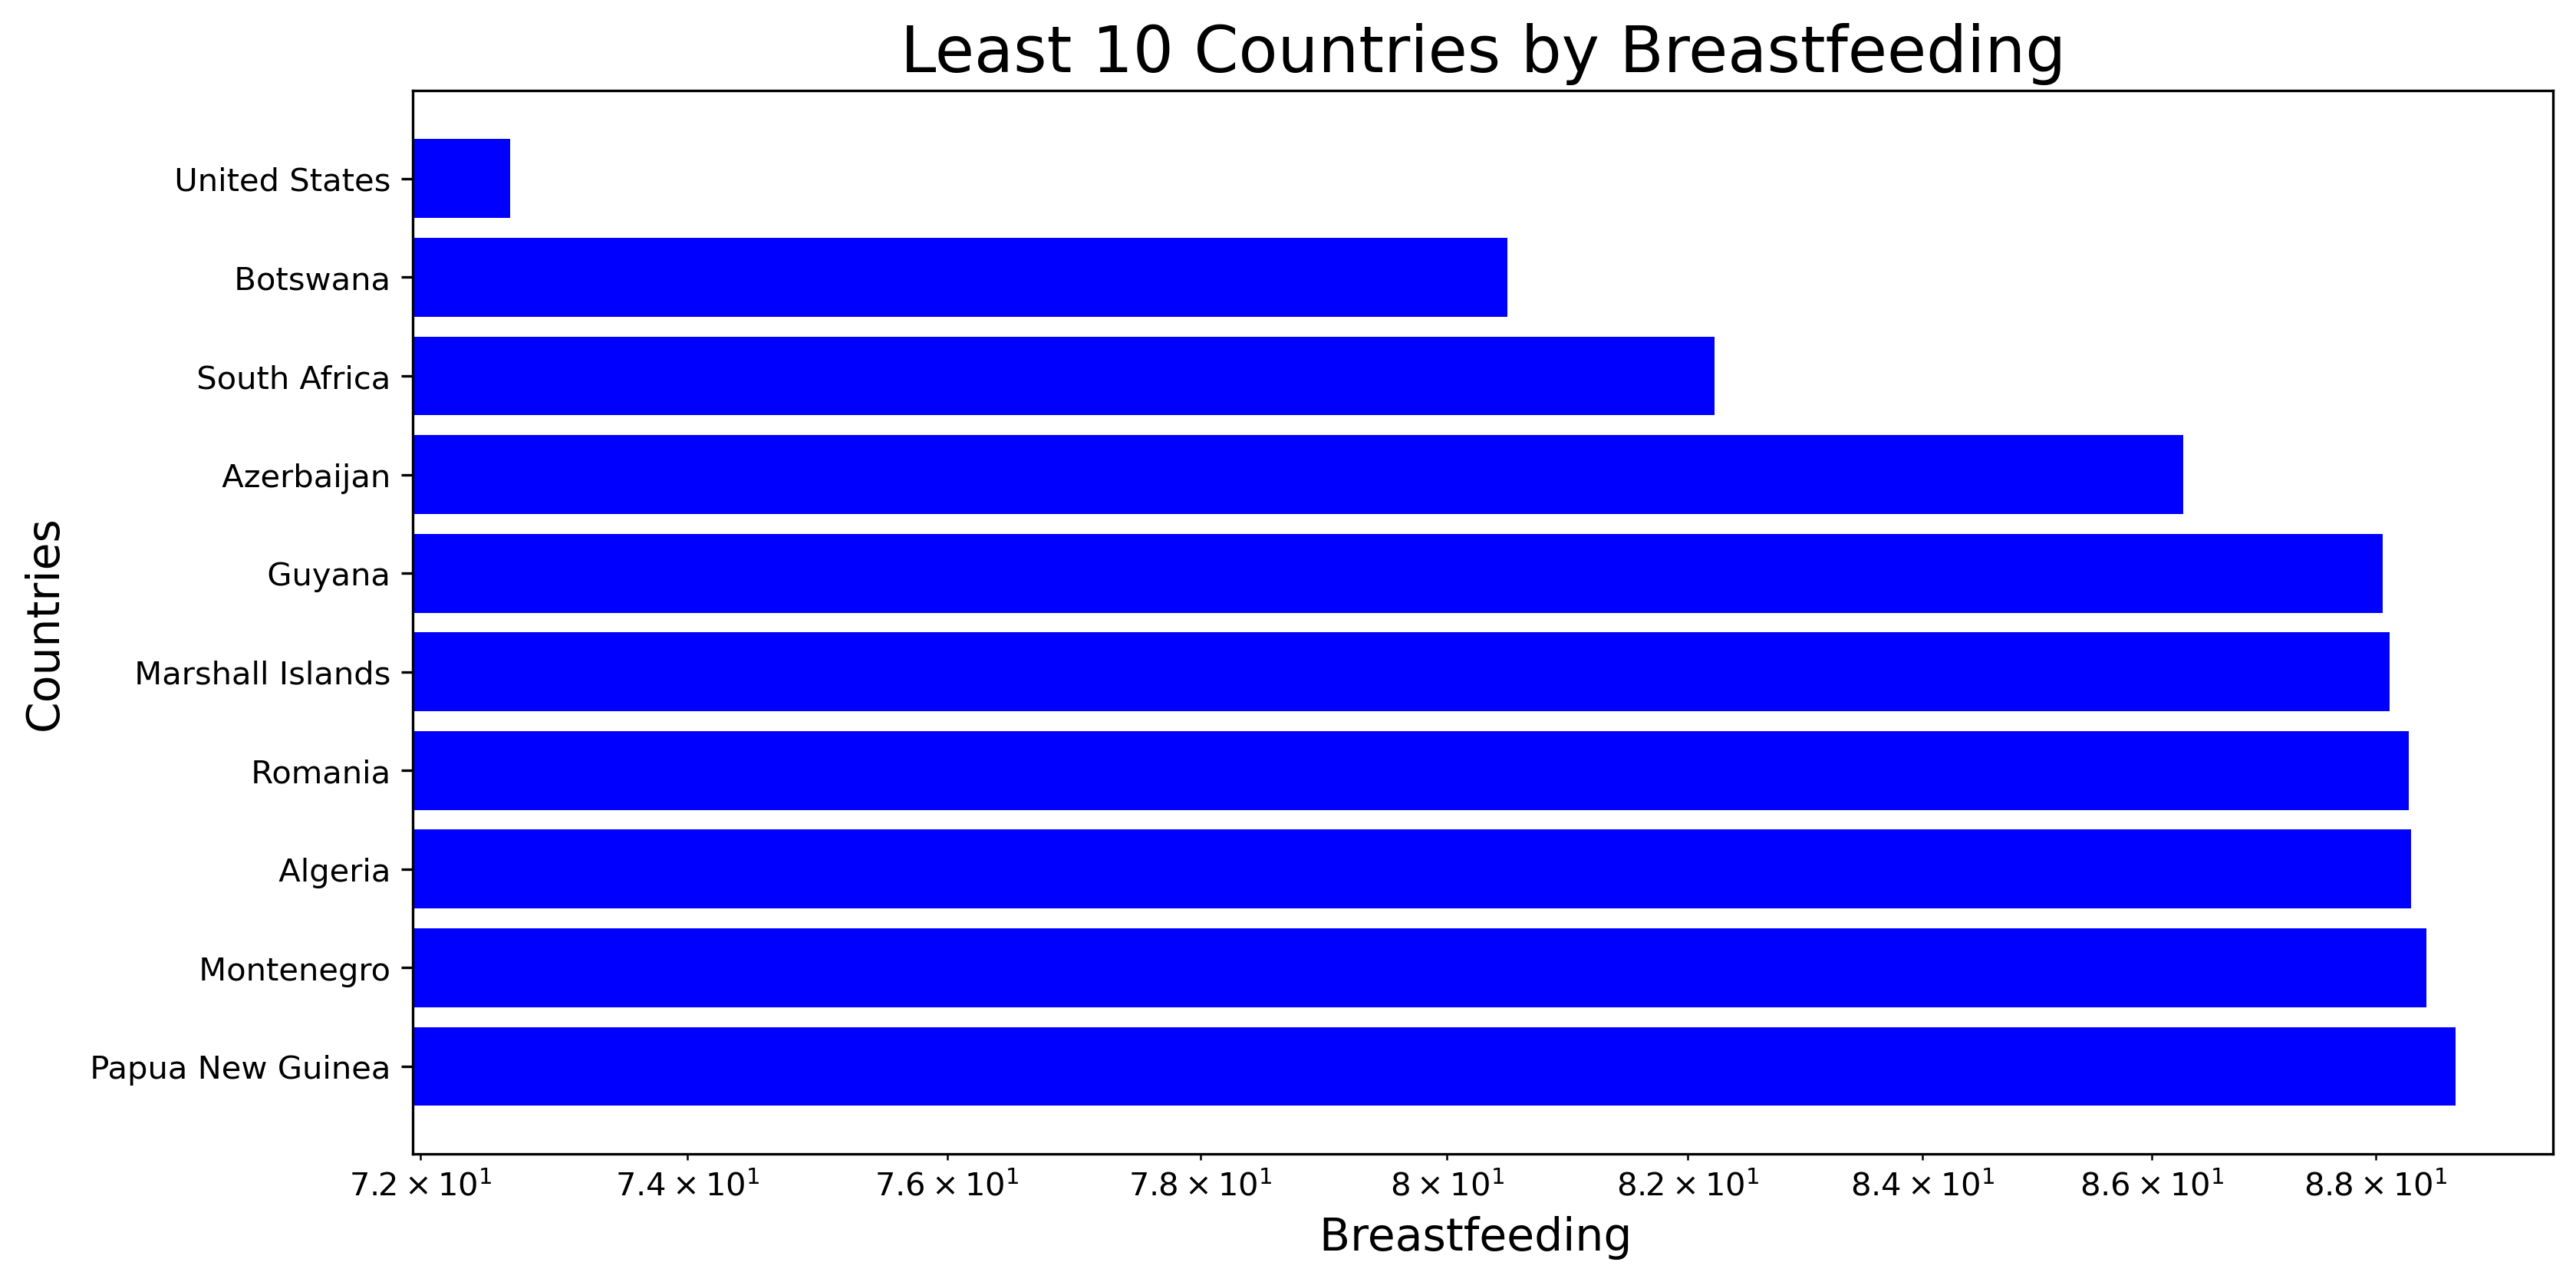 Least 10 Countries by Breastfeeding
Countries
United States
Botswana
South Africa
Azerbaijan
Guyana
Marshall Islands
Romania
Algeria
Montenegro
Papua New Guinea
7.2 × 10¹ 7.4 × 10¹ 7.6 × 10¹ 7.8 × 10¹ 8 × 10¹ 8.2 × 10¹ 8.4 × 10¹ 8.6 × 10¹ 8.8 × 10¹
Breastfeeding